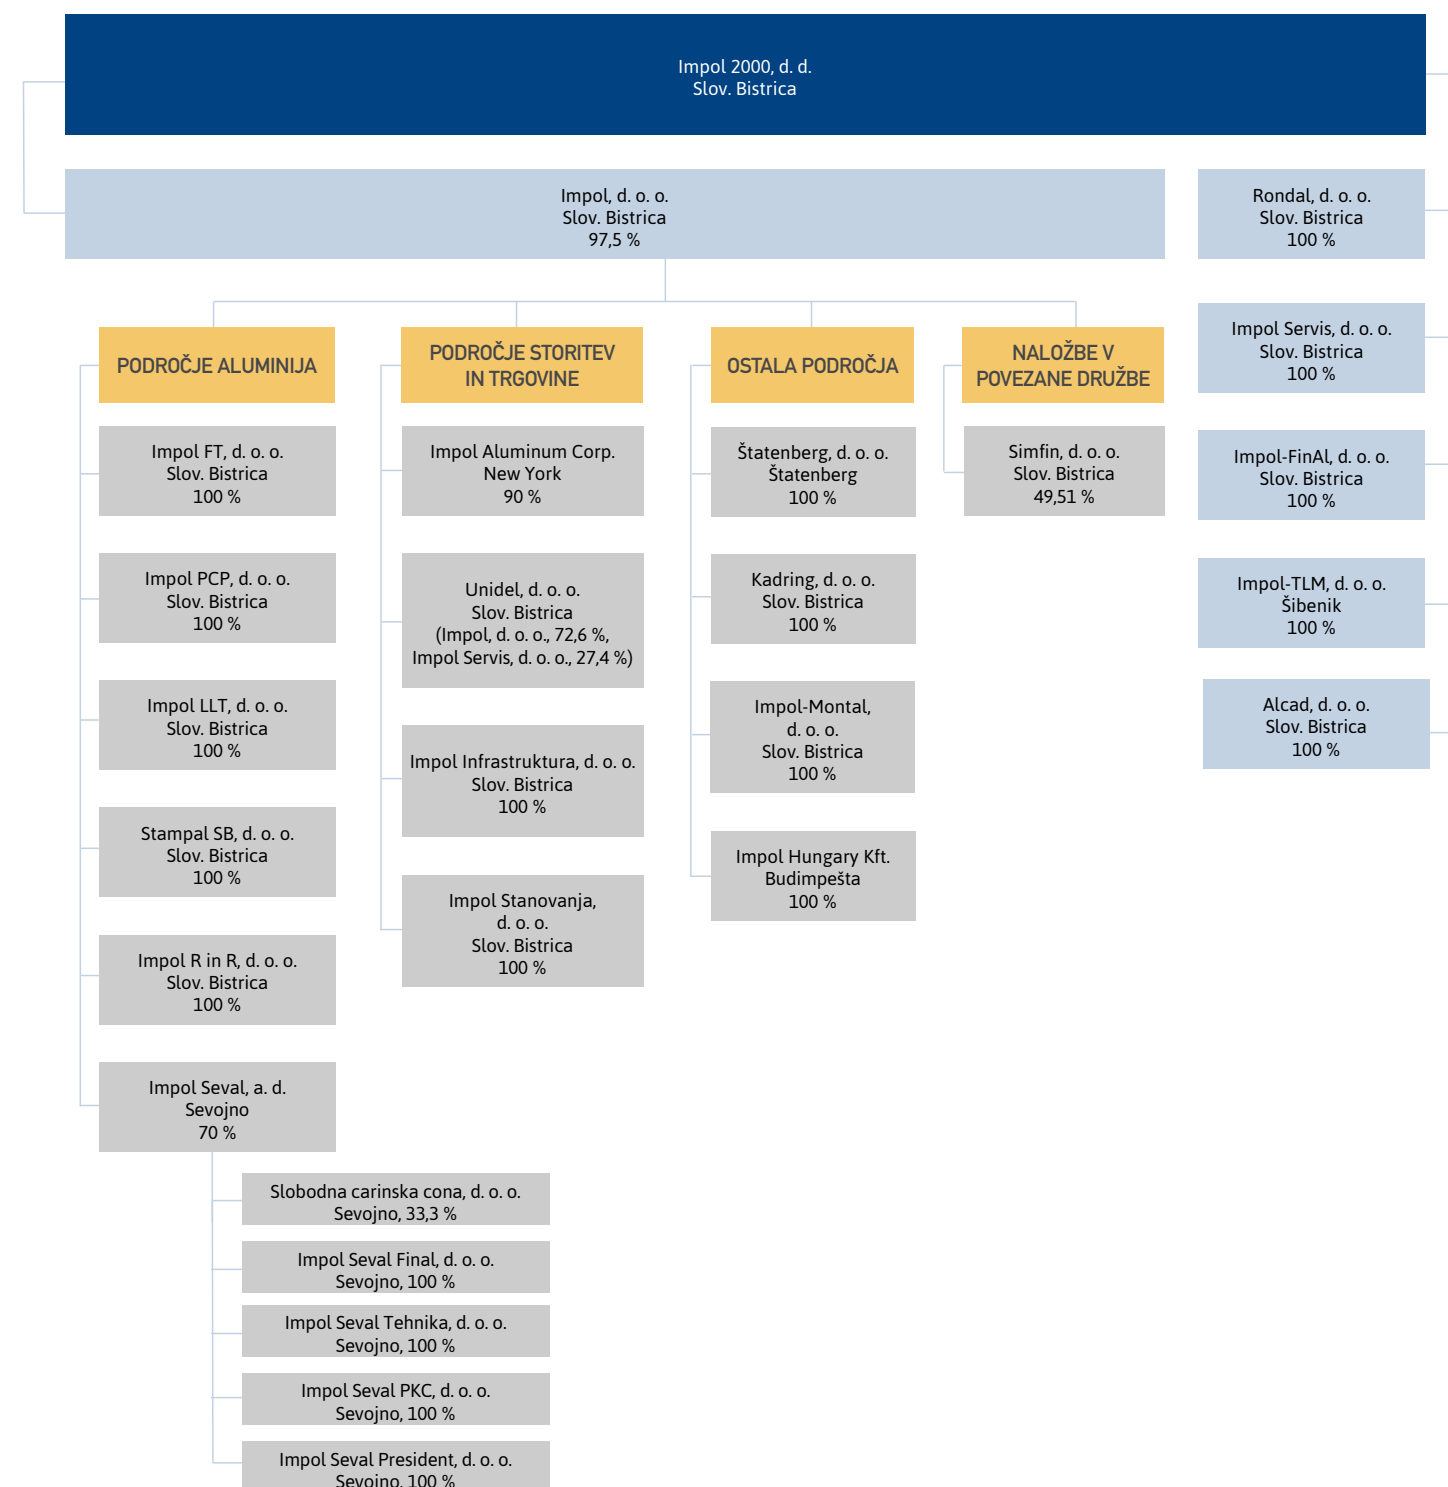 Impol 2000, d. d.
Slov. Bistrica
Impol, d. o. o.
Slov. Bistrica
97,5 %
Rondal, d. o. o.
Slov. Bistrica
100 %
Impol Servis, d. o. o.
Slov. Bistrica
100 %
Impol-FinAl, d. o. o.
Slov. Bistrica
100 %
Impol-TLM, d. o. o.
Šibenik
100 %
Alcad, d. o. o.
Slov. Bistrica
100 %
PODROČJE ALUMINIJA
Impol FT, d. o. o.
Slov. Bistrica
100 %
Impol PCP, d. o. o.
Slov. Bistrica
100 %
Impol LLT, d. o. o.
Slov. Bistrica
100 %
Stampal SB, d. o. o.
Slov. Bistrica
100 %
Impol R in R, d. o. o.
Slov. Bistrica
100 %
Impol Seval, a. d.
Sevojno
70 %
Slobodna carinska cona, d. o. o.
Sevojno, 33,3 %
Impol Seval Final, d. o. o.
Sevojno, 100 %
Impol Seval Tehnika, d. o. o.
Sevojno, 100 %
Impol Seval PKC, d. o. o.
Sevojno, 100 %
Impol Seval President, d. o. o.
Sevojno, 100 %
PODROČJE STORITEV
IN TRGOVINE
Impol Aluminum Corp.
New York
90 %
Unidel, d. o. o.
Slov. Bistrica
(Impol, d. o. o., 72,6 %,
Impol Servis, d. o. o., 27,4 %)
Impol Infrastruktura, d. o. o.
Slov. Bistrica
100 %
Impol Stanovanja,
d. o. o.
Slov. Bistrica
100 %
OSTALA PODROČJA
Štatenberg, d. o. o.
Štatenberg
100 %
Kadring, d. o. o.
Slov. Bistrica
100 %
Impol-Montal,
d. o. o.
Slov. Bistrica
100 %
Impol Hungary Kft.
Budimpešta
100 %
NALOŽBE V
POVEZANE DRUŽBE
Simfin, d. o. o.
Slov. Bistrica
49,51 %